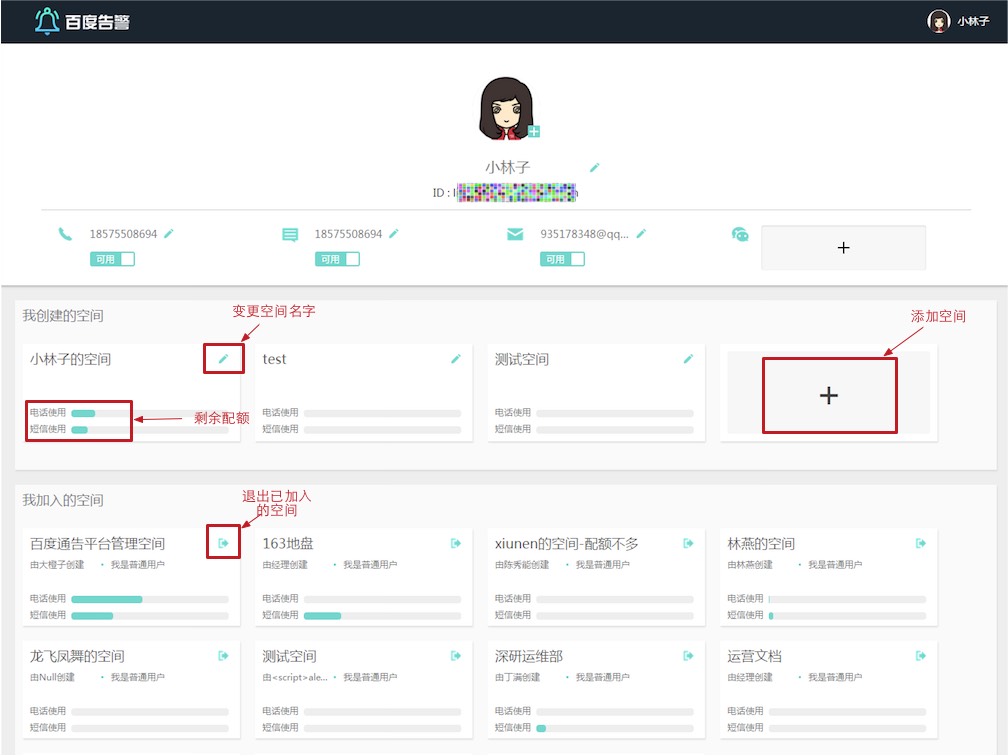 百度告警
小林子
小林子
ID :
18575508694
18575508694
935178348@qq...
可用
可用
可用
我创建的空间
变更空间名字
添加空间
小林子的空间
test
测试空间
电话使用
短信使用
剩余配额
电话使用
短信使用
电话使用
短信使用
我加入的空间
退出已加入
的空间
百度通告平台管理空间
由大橙子创建 • 我是普通用户
电话使用
短信使用
163地盘
由经理创建 • 我是普通用户
电话使用
短信使用
xiunen的空间-配额不多
由陈秀能创建 • 我是普通用户
电话使用
短信使用
林燕的空间
由林燕创建 • 我是普通用户
电话使用
短信使用
龙飞凤舞的空间
由Null创建 • 我是普通用户
电话使用
短信使用
测试空间
由<script>ale... • 我是普通用户
电话使用
短信使用
深研运维部
由丁满创建 • 我是普通用户
电话使用
短信使用
运营文档
由经理创建 • 我是普通用户
电话使用
短信使用